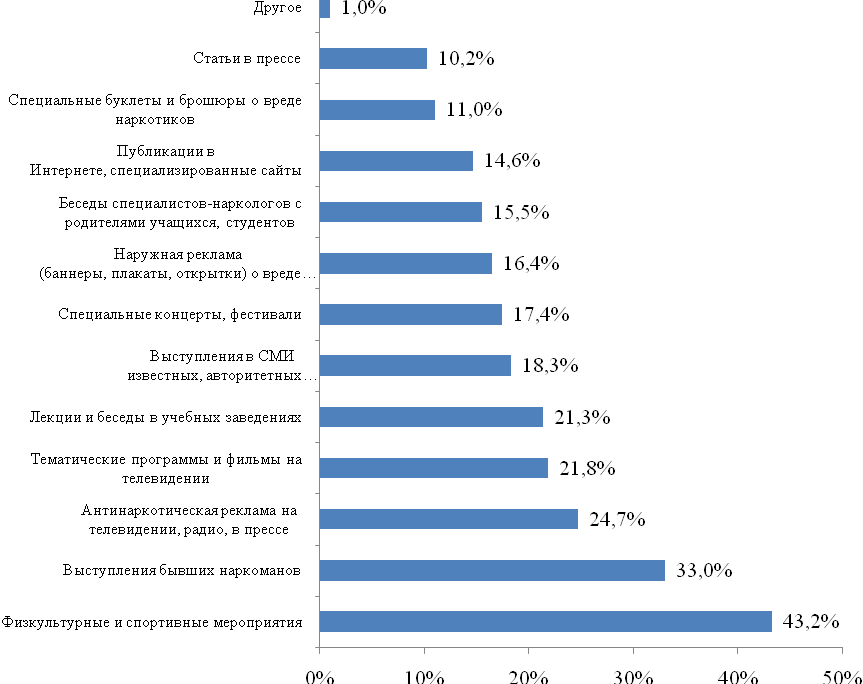 Другое
1,0%
Статьи в прессе
10,2%
Специальные буклеты и брошюры о вреде
наркотиков
11,0%
Публикации в
Интернете, специализированные сайты
14,6%
Беседы специалистов-наркологов с
родителями учащихся, студентов
15,5%
Наружная реклама
(баннеры, плакаты, открытки) о вреде…
16,4%
Специальные концерты, фестивали
17,4%
Выступления в СМИ
известных, авторитетных…
18,3%
Лекции и беседы в учебных заведениях
21,3%
Тематические программы и фильмы на
телевидении
21,8%
Антинаркотическая реклама на
телевидении, радио, в прессе
24,7%
Выступления бывших наркоманов
33,0%
Физкультурные и спортивные мероприятия
43,2%
0% 10% 20% 30% 40% 50%